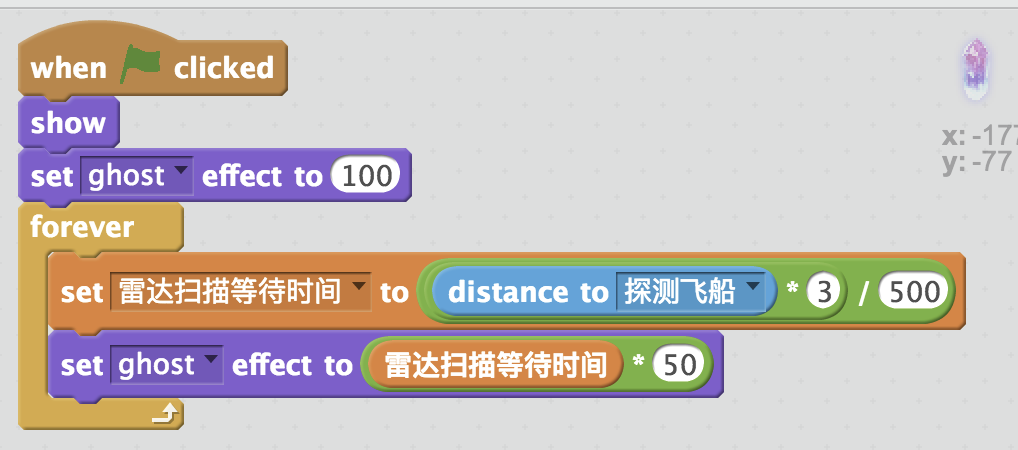 when clicked
show
set ghost effect to 100
forever
set 雷达扫描等待时间 to distance to 探测飞船 * 3 / 500
set ghost effect to 雷达扫描等待时间 * 50
x: -177
y: -77